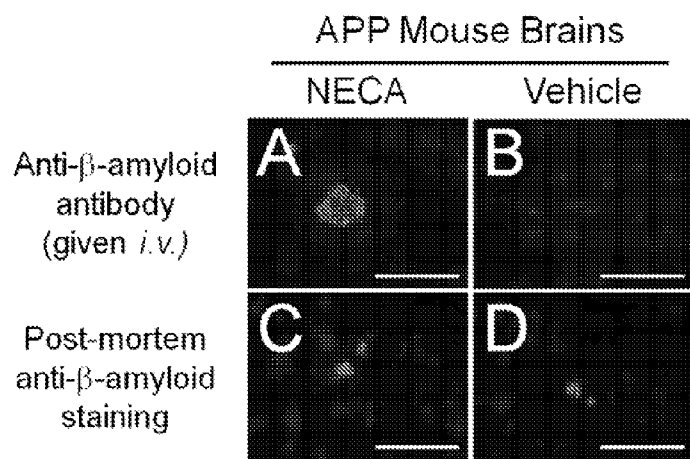 APP Mouse Brains
NECA Vehicle
Anti-β-amyloid
antibody
(given i.v.)
A B
Post-mortem
anti-β-amyloid
staining
C D